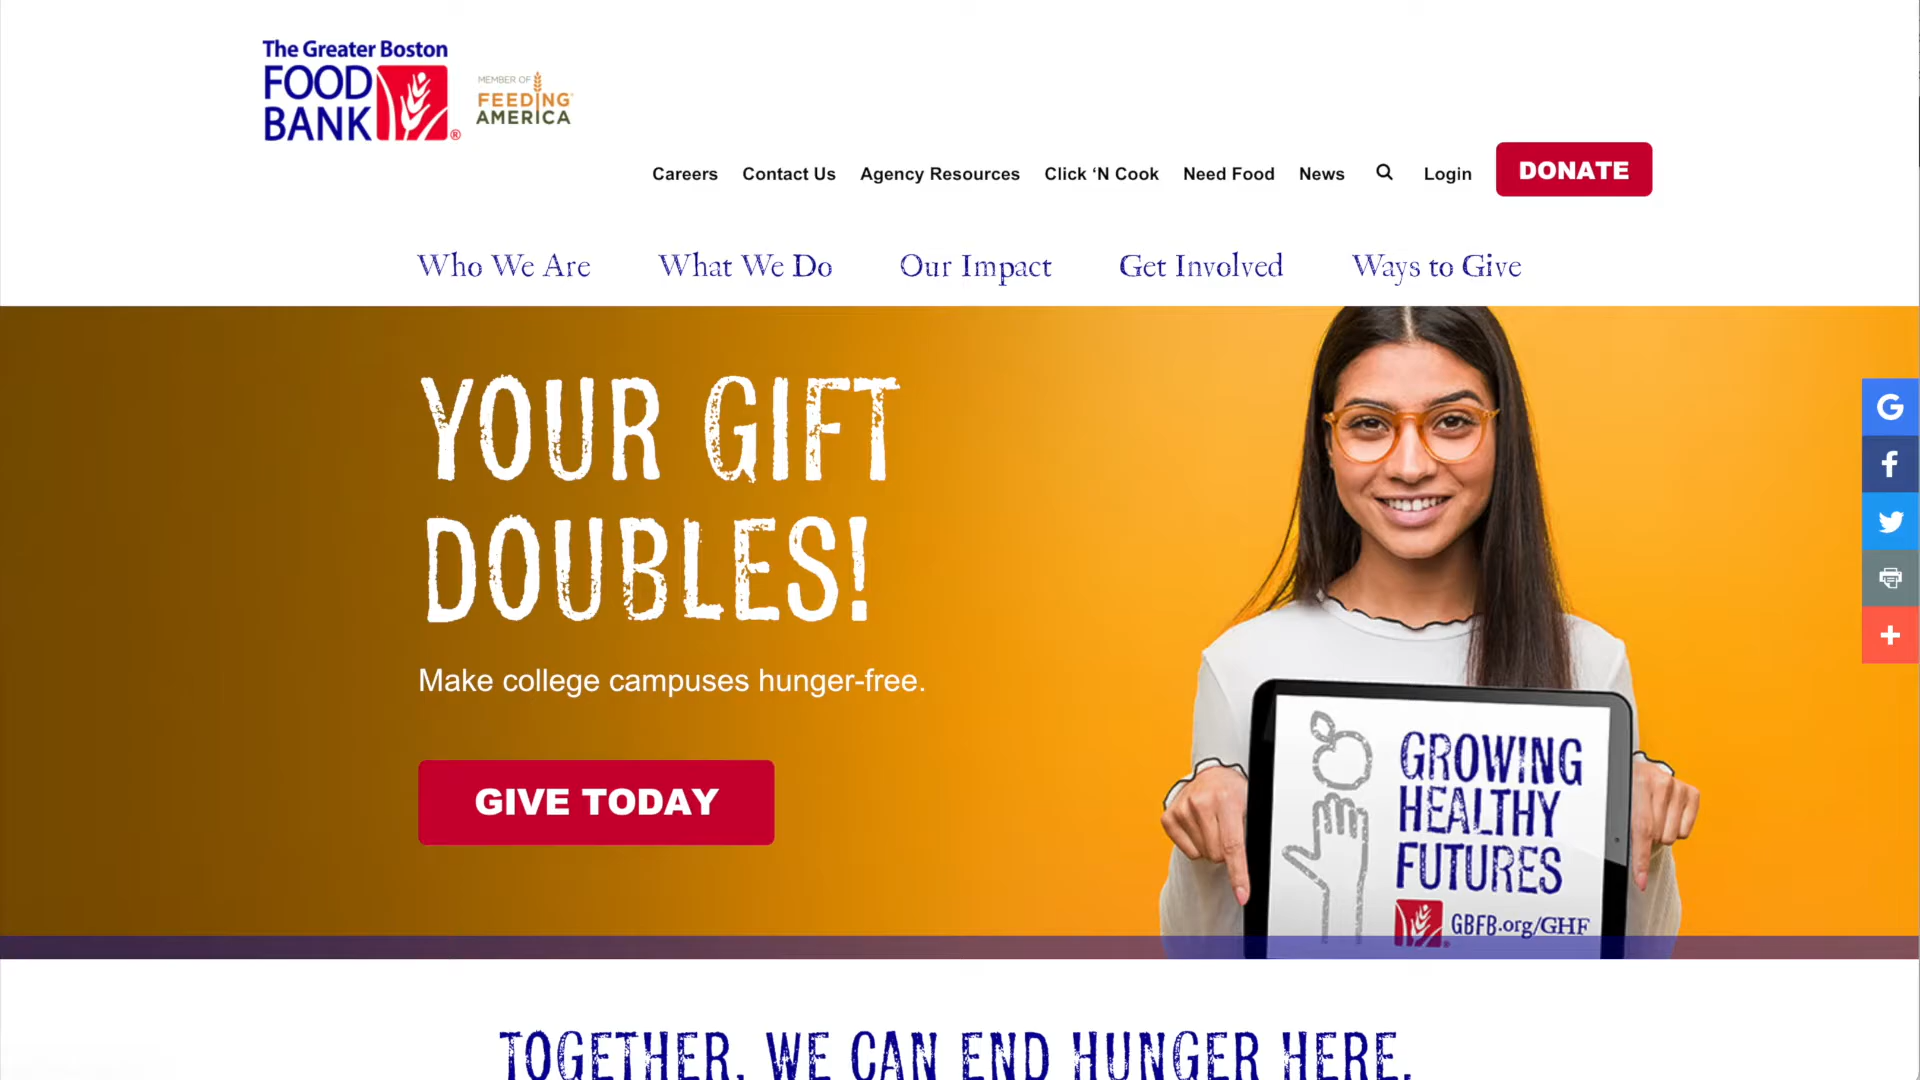 The Greater Boston
FOOD
BANK
®
MEMBER OF
FEEDING
AMERICA
Careers Contact Us Agency Resources Click ‘N Cook Need Food News Login DONATE
Who We Are What We Do Our Impact Get Involved Ways to Give
YOUR GIFT
DOUBLES!
Make college campuses hunger-free.
GIVE TODAY
GROWING
HEALTHY
FUTURES
GBFB.org/GHF
TOGETHER, WE CAN END HUNGER HERE.